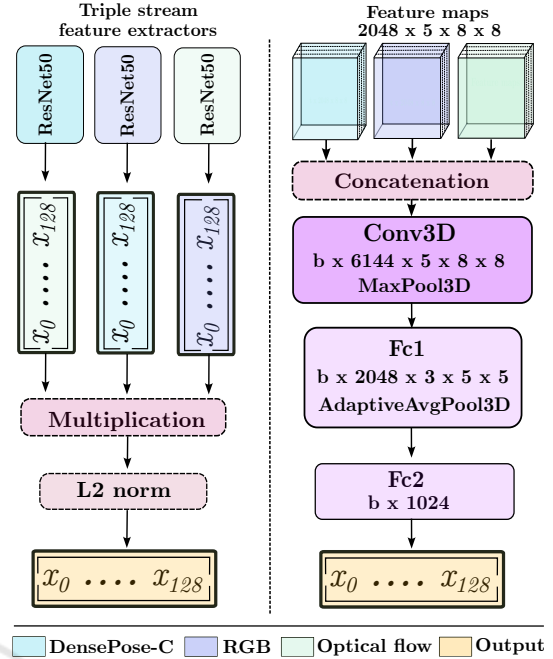 Triple stream
feature extractors
ResNet50
ResNet50
ResNet50
x0 .... x128
x0 .... x128
x0 .... x128
Multiplication
L2 norm
x0 .... x128
Feature maps
2048 x 5 x 8 x 8
Concatenation
Conv3D
b x 6144 x 5 x 8 x 8
MaxPool3D
Fc1
b x 2048 x 3 x 5 x 5
AdaptiveAvgPool3D
Fc2
b x 1024
x0 .... x128
DensePose-C RGB Optical flow Output